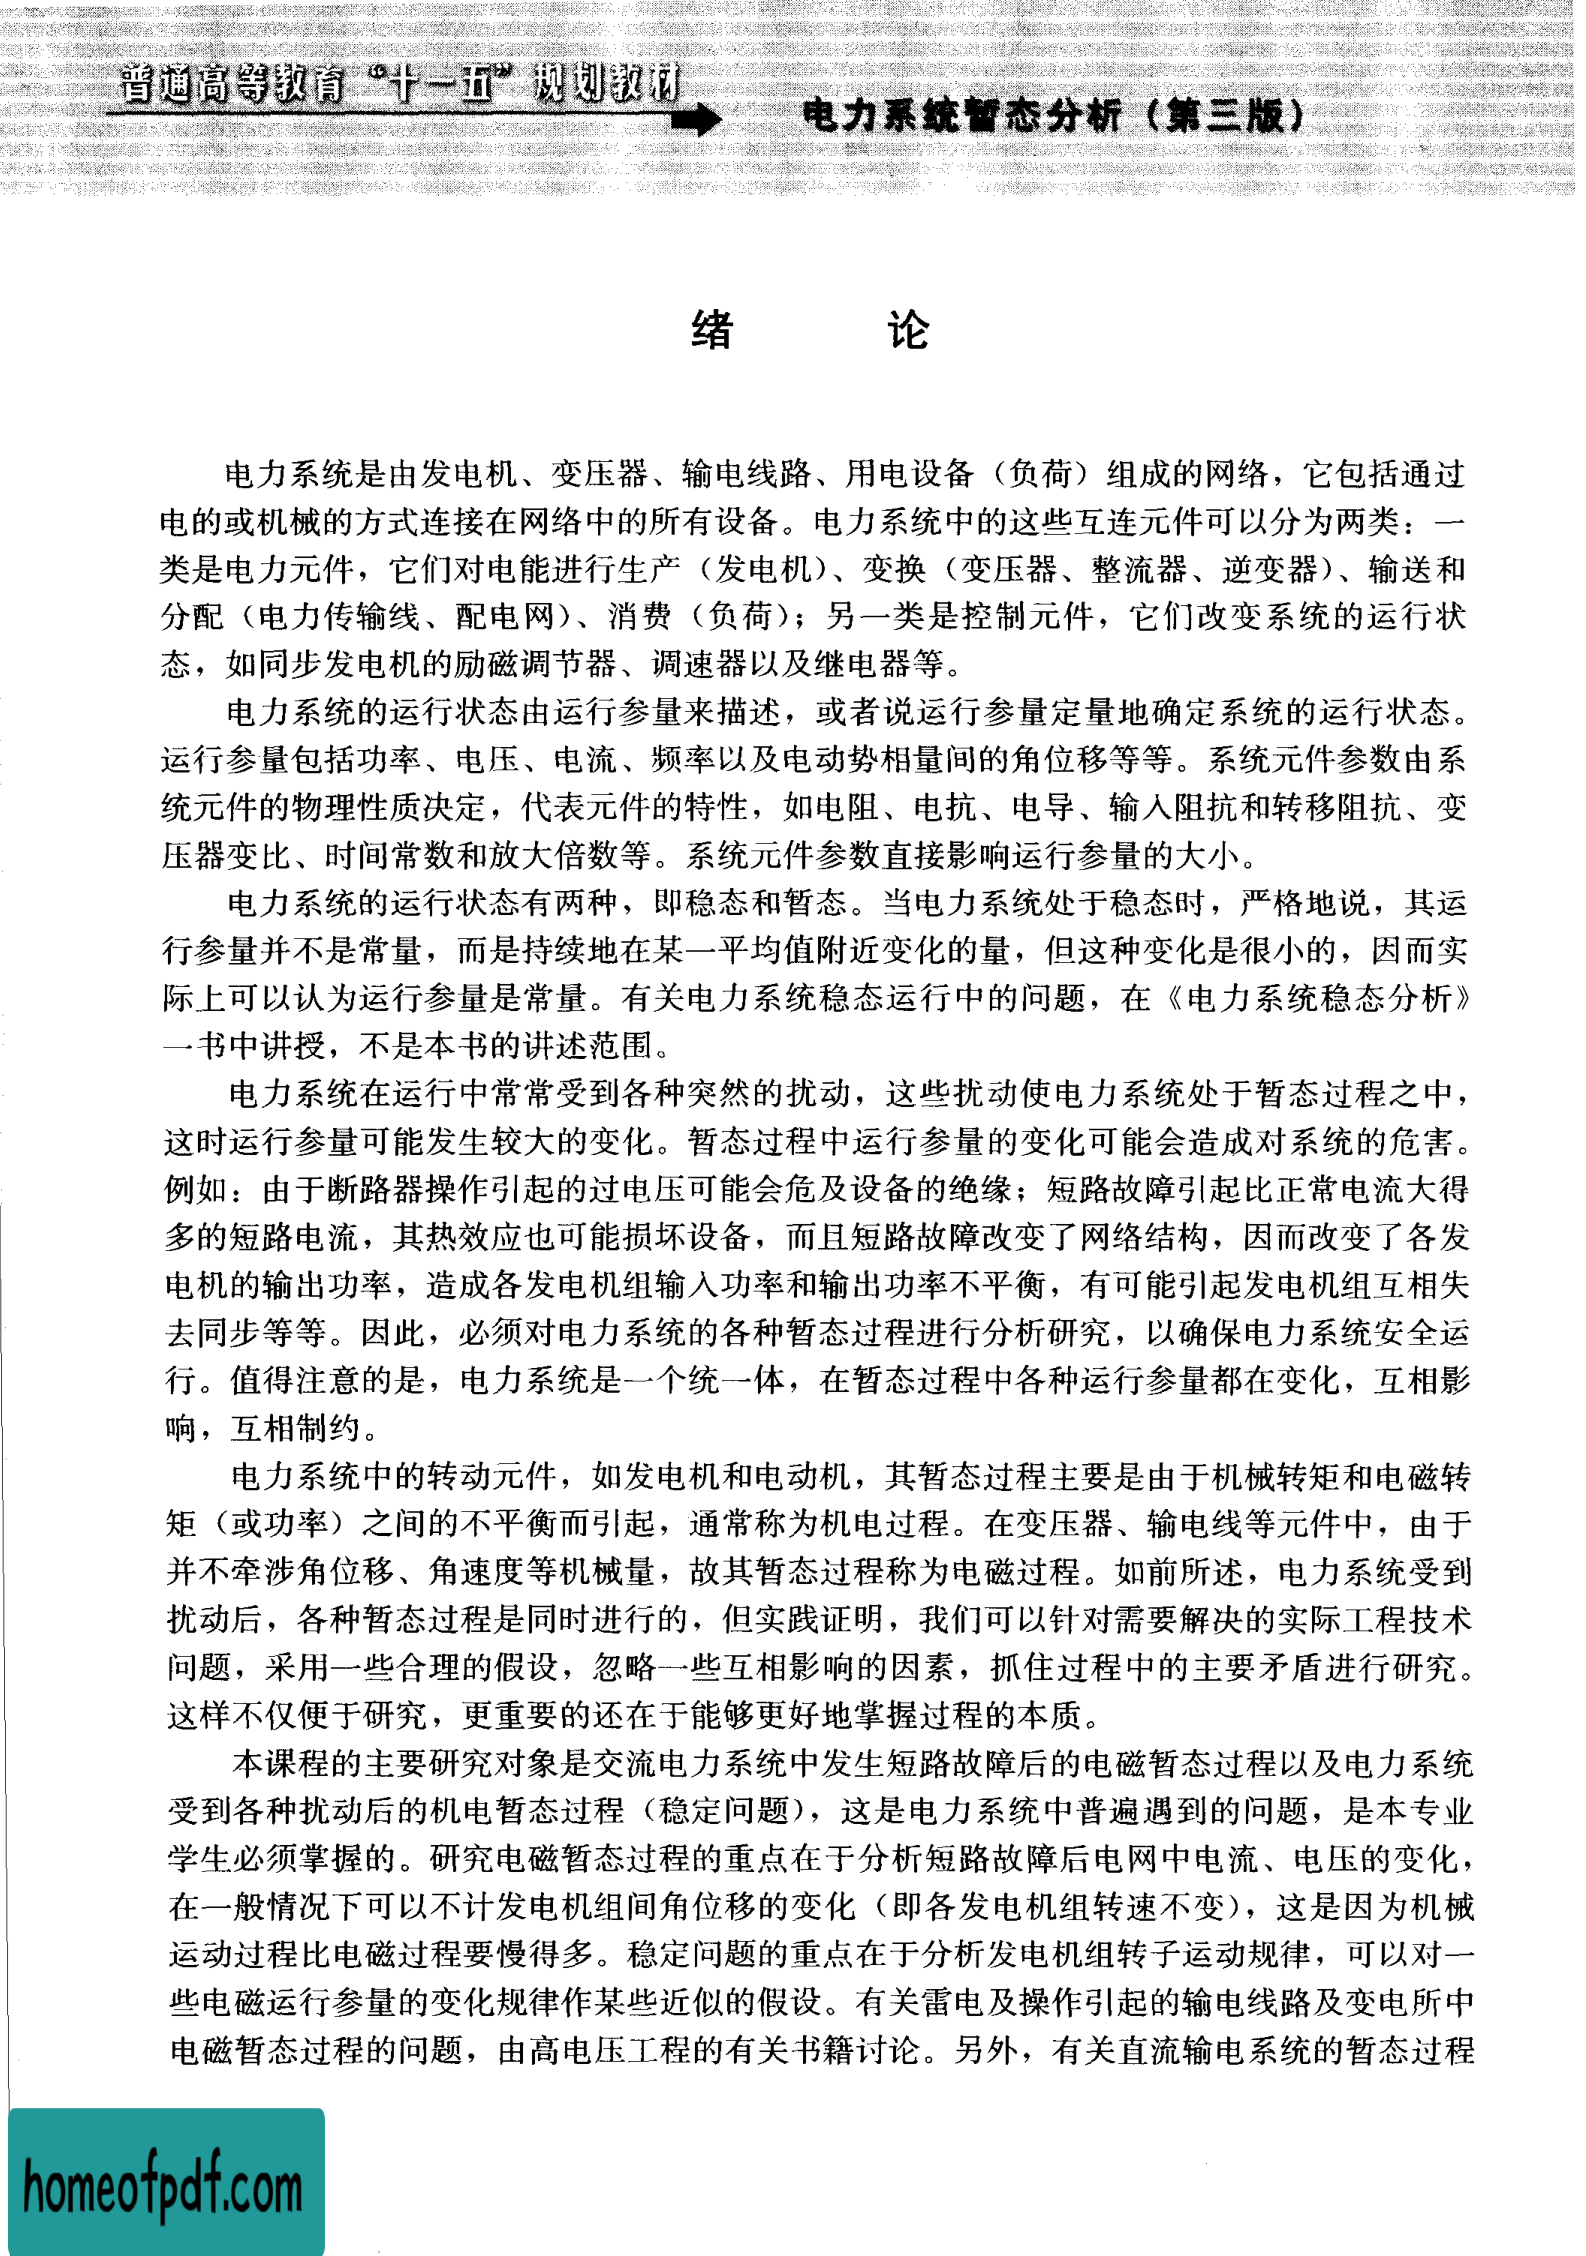 普通高等教育“十一五”规划教材
电力系统暂态分析（第三版）
绪 论
电力系统是由发电机、变压器、输电线路、用电设备（负荷）组成的网络，它包括通过
电的或机械的方式连接在网络中的所有设备。电力系统中的这些互连元件可以分为两类：一
类是电力元件，它们对电能进行生产（发电机）、变换（变压器、整流器、逆变器）、输送和
分配（电力传输线、配电网）、消费（负荷）；另一类是控制元件，它们改变系统的运行状
态，如同步发电机的励磁调节器、调速器以及继电器等。
电力系统的运行状态由运行参量来描述，或者说运行参量定量地确定系统的运行状态。
运行参量包括功率、电压、电流、频率以及电动势相量间的角位移等等。系统元件参数由系
统元件的物理性质决定，代表元件的特性，如电阻、电抗、电导、输入阻抗和转移阻抗、变
压器变比、时间常数和放大倍数等。系统元件参数直接影响运行参量的大小。
电力系统的运行状态有两种，即稳态和暂态。当电力系统处于稳态时，严格地说，其运
行参量并不是常量，而是持续地在某一平均值附近变化的量，但这种变化是很小的，因而实
际上可以认为运行参量是常量。有关电力系统稳态运行中的问题，在《电力系统稳态分析》
一书中讲授，不是本书的讲述范围。
电力系统在运行中常常受到各种突然的扰动，这些扰动使电力系统处于暂态过程之中，
这时运行参量可能发生较大的变化。暂态过程中运行参量的变化可能会造成对系统的危害。
例如：由于断路器操作引起的过电压可能会危及设备的绝缘；短路故障引起比正常电流大得
多的短路电流，其热效应也可能损坏设备，而且短路故障改变了网络结构，因而改变了各发
电机的输出功率，造成各发电机组输入功率和输出功率不平衡，有可能引起发电机组互相失
去同步等等。因此，必须对电力系统的各种暂态过程进行分析研究，以确保电力系统安全运
行。值得注意的是，电力系统是一个统一体，在暂态过程中各种运行参量都在变化，互相影
响，互相制约。
电力系统中的转动元件，如发电机和电动机，其暂态过程主要是由于机械转矩和电磁转
矩（或功率）之间的不平衡而引起，通常称为机电过程。在变压器、输电线等元件中，由于
并不牵涉角位移、角速度等机械量，故其暂态过程称为电磁过程。如前所述，电力系统受到
扰动后，各种暂态过程是同时进行的，但实践证明，我们可以针对需要解决的实际工程技术
问题，采用一些合理的假设，忽略一些互相影响的因素，抓住过程中的主要矛盾进行研究。
这样不仅便于研究，更重要的还在于能够更好地掌握过程的本质。
本课程的主要研究对象是交流电力系统中发生短路故障后的电磁暂态过程以及电力系统
受到各种扰动后的机电暂态过程（稳定问题），这是电力系统中普遍遇到的问题，是本专业
学生必须掌握的。研究电磁暂态过程的重点在于分析短路故障后电网中电流、电压的变化，
在一般情况下可以不计发电机组间角位移的变化（即各发电机组转速不变），这是因为机械
运动过程比电磁过程要慢得多。稳定问题的重点在于分析发电机组转子运动规律，可以对一
些电磁运行参量的变化规律作某些近似的假设。有关雷电及操作引起的输电线路及变电所中
电磁暂态过程的问题，由高电压工程的有关书籍讨论。另外，有关直流输电系统的暂态过程
homeofpdf.com